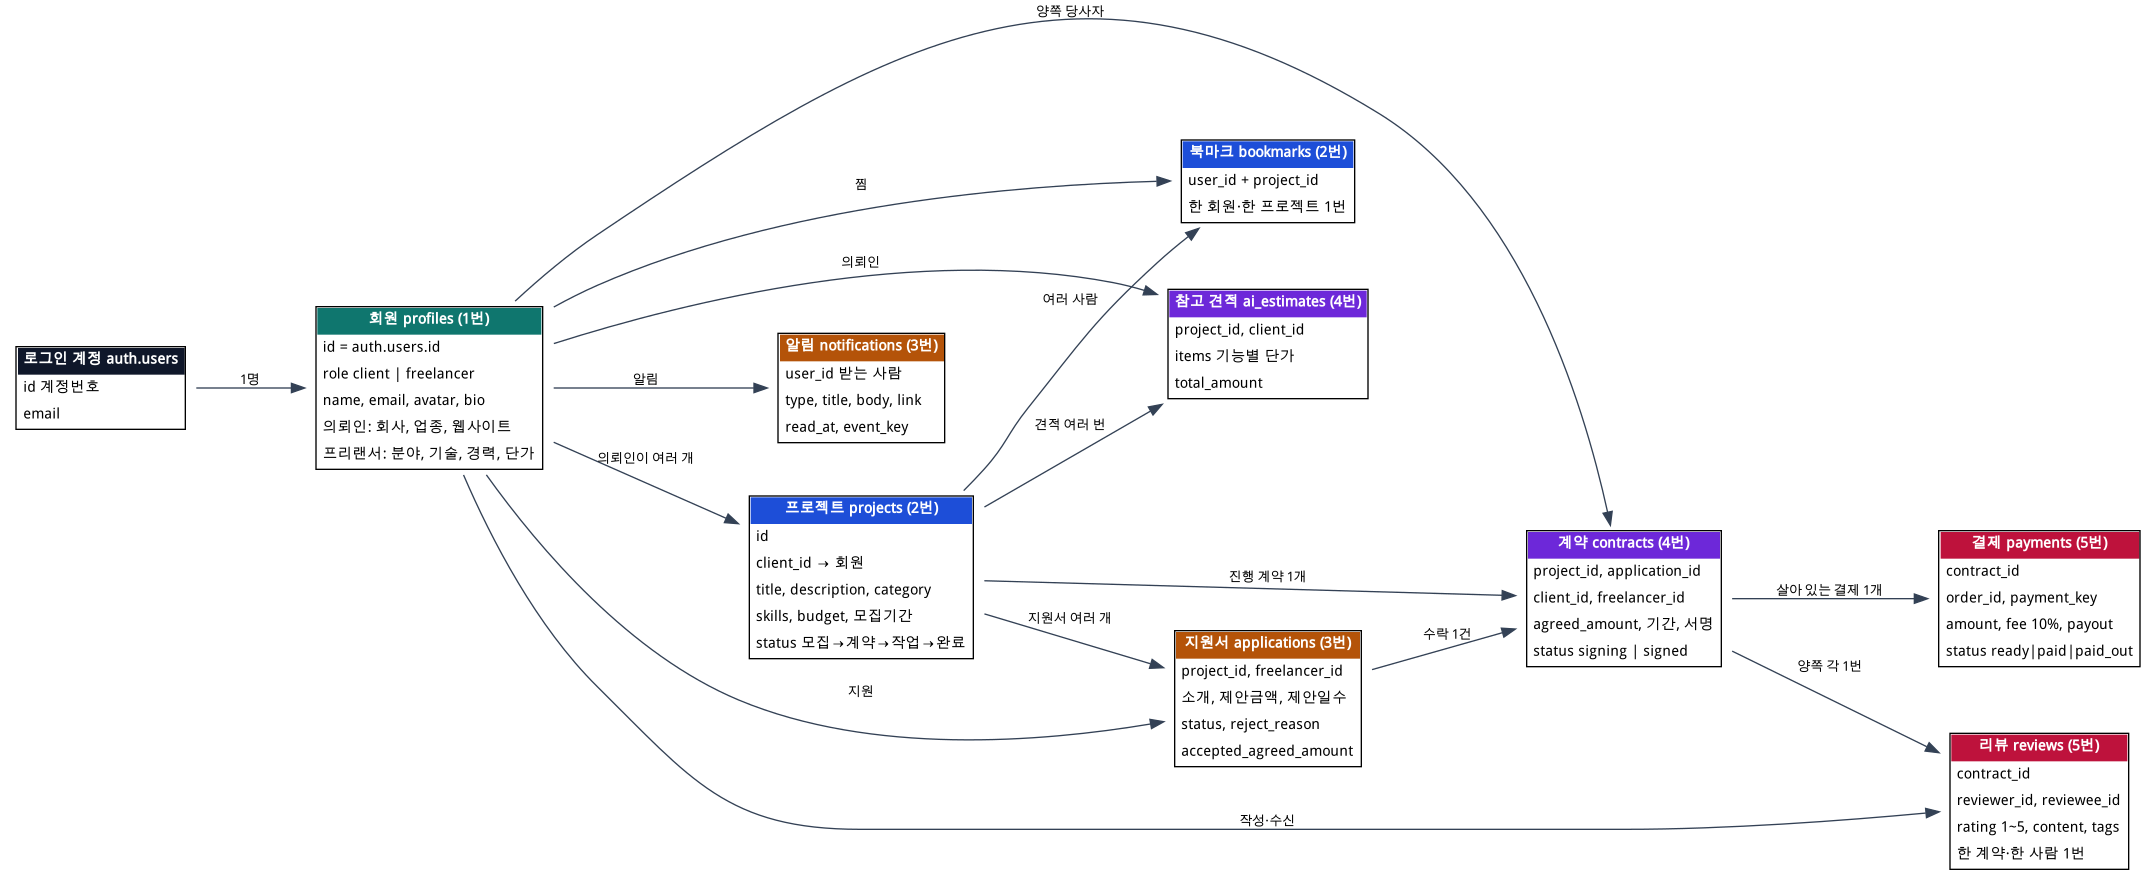 양쪽 당사자
북마크 bookmarks (2번)
user_id + project_id
한 회원·한 프로젝트 1번
찜
의뢰인
여러 사람
참고 견적 ai_estimates (4번)
project_id, client_id
items 기능별 단가
total_amount
로그인 계정 auth.users
id 계정번호
email
1명
회원 profiles (1번)
id = auth.users.id
role client | freelancer
name, email, avatar, bio
의뢰인: 회사, 업종, 웹사이트
프리랜서: 분야, 기술, 경력, 단가
알림
알림 notifications (3번)
user_id 받는 사람
type, title, body, link
read_at, event_key
견적 여러 번
의뢰인이 여러 개
프로젝트 projects (2번)
id
client_id → 회원
title, description, category
skills, budget, 모집기간
status 모집→계약→작업→완료
진행 계약 1개
지원서 여러 개
지원
지원서 applications (3번)
project_id, freelancer_id
소개, 제안금액, 제안일수
status, reject_reason
accepted_agreed_amount
수락 1건
계약 contracts (4번)
project_id, application_id
client_id, freelancer_id
agreed_amount, 기간, 서명
status signing | signed
살아 있는 결제 1개
양쪽 각 1번
결제 payments (5번)
contract_id
order_id, payment_key
amount, fee 10%, payout
status ready|paid|paid_out
작성·수신
리뷰 reviews (5번)
contract_id
reviewer_id, reviewee_id
rating 1~5, content, tags
한 계약·한 사람 1번